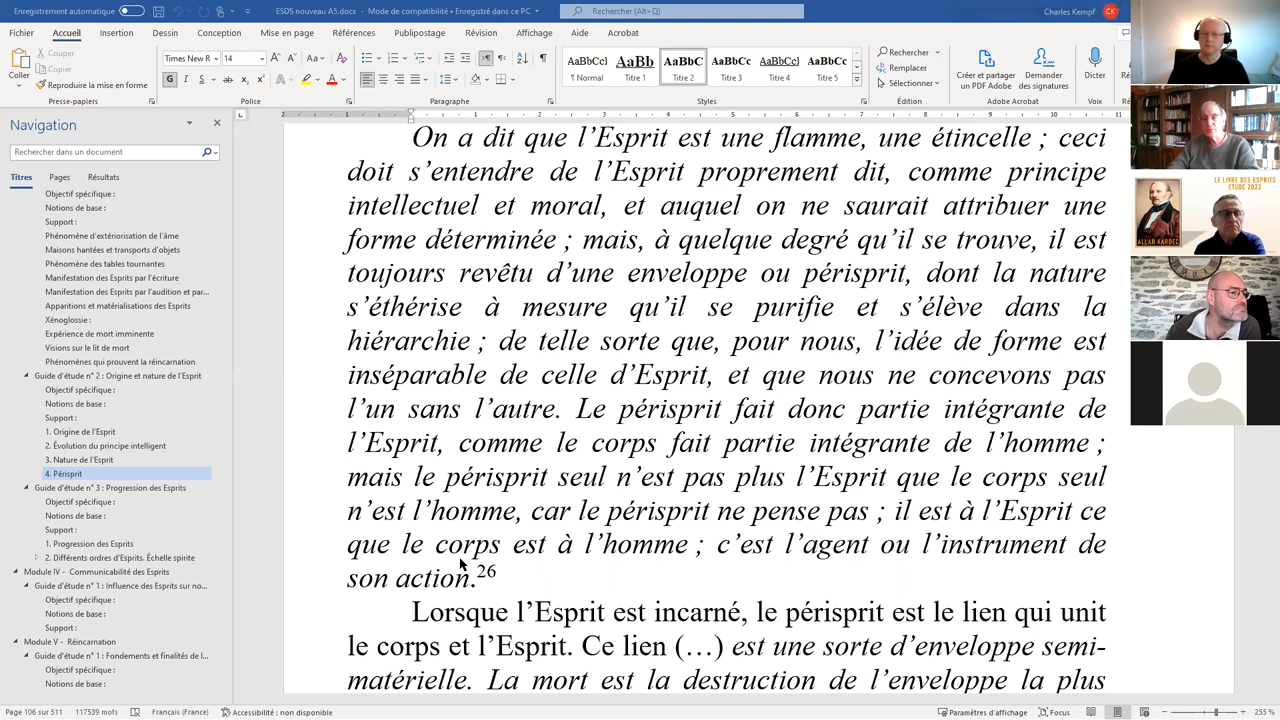 Enregistrement automatique
ESDS nouveau A5.docx - Mode de compatibilité • Enregistré dans ce PC
Rechercher (Alt+Q)
Charles Kempf
CK
Fichier
Accueil
Insertion
Dessin
Conception
Mise en page
Références
Publipostage
Révision
Affichage
Aide
Acrobat
Coller
Couper
Copier
Reproduire la mise en forme
Presse-papiers
Times New R
14
Police
Paragraphe
AaBbCcI
¶ Normal
AaBb
Titre 1
AaBbC
Titre 2
AaBbCc
Titre 3
AaBbCcI
Titre 4
AaBbCc
Titre 5
Styles
Rechercher
Remplacer
Sélectionner
Édition
Créer et partager
un PDF Adobe
Demander
des signatures
Adobe Acrobat
Dicter
Voix
Navigation
Rechercher dans un document
Titres
Pages
Résultats
Objectif spécifique :
Notions de base :
Support :
Phénomène d'extériorisation de l'âme
Maisons hantées et transports d'objets
Phénomène des tables tournantes
Manifestation des Esprits par l'écriture
Manifestation des Esprits par l'audition et par...
Apparitions et matérialisations des Esprits
Xénoglossie :
Expérience de mort imminente
Visions sur le lit de mort
Phénomènes qui prouvent la réincarnation
Guide d'étude n° 2 : Origine et nature de l'Esprit
Objectif spécifique :
Notions de base :
Support :
1. Origine de l'Esprit
2. Évolution du principe intelligent
3. Nature de l'Esprit
4. Périsprit
Guide d'étude n° 3 : Progression des Esprits
Objectif spécifique :
Notions de base :
Support :
1. Progression des Esprits
2. Différents ordres d'Esprits. Échelle spirite
Module IV - Communicabilité des Esprits
Guide d'étude n° 1 : Influence des Esprits sur no...
Objectif spécifique :
Notions de base :
Support :
Module V - Réincarnation
Guide d'étude n° 1 : Fondements et finalités de l...
Objectif spécifique :
Notions de base :
On a dit que l'Esprit est une flamme, une étincelle ; ceci
doit s'entendre de l'Esprit proprement dit, comme principe
intellectuel et moral, et auquel on ne saurait attribuer une
forme déterminée ; mais, à quelque degré qu'il se trouve, il est
toujours revêtu d'une enveloppe ou périsprit, dont la nature
s'éthérise à mesure qu'il se purifie et s'élève dans la
hiérarchie ; de telle sorte que, pour nous, l'idée de forme est
inséparable de celle d'Esprit, et que nous ne concevons pas
l'un sans l'autre. Le périsprit fait donc partie intégrante de
l'Esprit, comme le corps fait partie intégrante de l'homme ;
mais le périsprit seul n'est pas plus l'Esprit que le corps seul
n'est l'homme, car le périsprit ne pense pas ; il est à l'Esprit ce
que le corps est à l'homme ; c'est l'agent ou l'instrument de
son action.26
Lorsque l'Esprit est incarné, le périsprit est le lien qui unit
le corps et l'Esprit. Ce lien (…) est une sorte d'enveloppe semi-
matérielle. La mort est la destruction de l'enveloppe la plus
LE LIVRE DES ESPRITS
ETUDE 2022
ALLAN KARDEC
Page 106 sur 511
117539 mots
Français (France)
Accessibilité : non disponible
Paramètres d'affichage
Focus
255 %